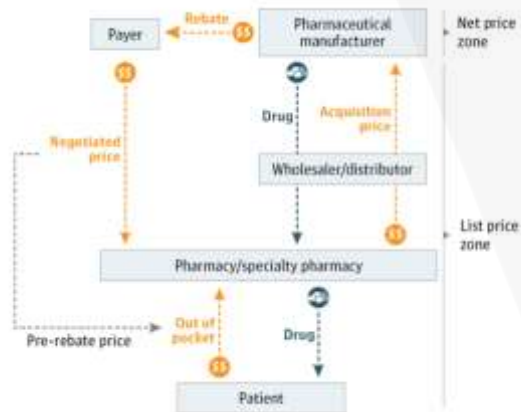 Rebate
Payer
$$
Pharmaceutical
manufacturer
Net price
zone
$$
Drug
Acquisition
price
Negotiated
price
Wholesaler/distributor
$$
List price
zone
Pharmacy/specialty pharmacy
Out of
pocket
Drug
Pre-rebate price
$$
Patient